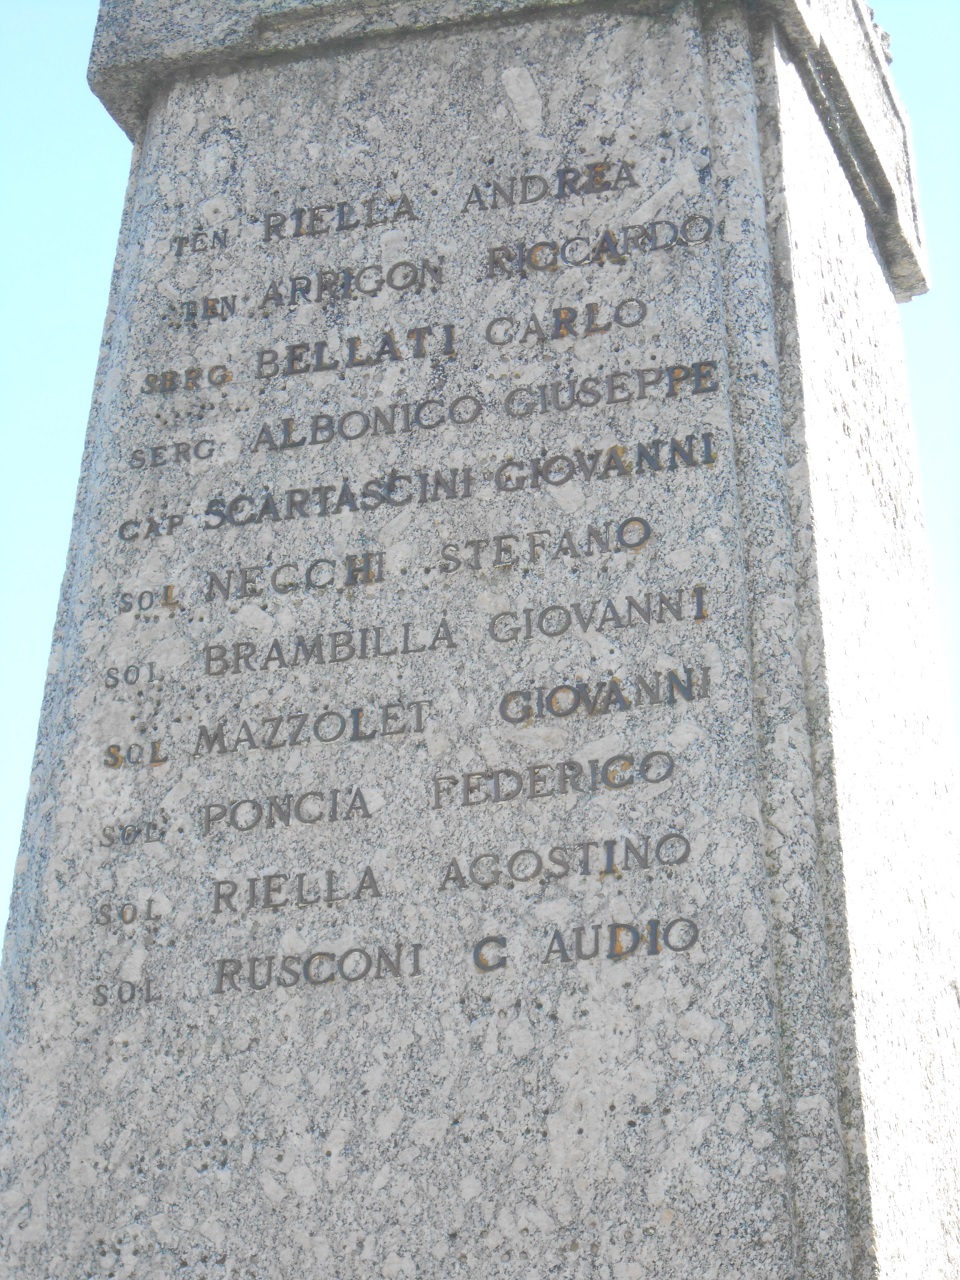 TEN RIELLA ANDREA
TEN ARRIGONI RICCARDO
SERG BELLATI CARLO
SERG ALBONICO GIUSEPPE
CAP SCARTASCINI GIOVANNI
SOL NECCHI STEFANO
SOL BRAMBILLA GIOVANNI
SOL MAZZOLET GIOVANNI
SOL PONCIA FEDERICO
SOL RIELLA AGOSTINO
SOL RUSCONI C AUDIO